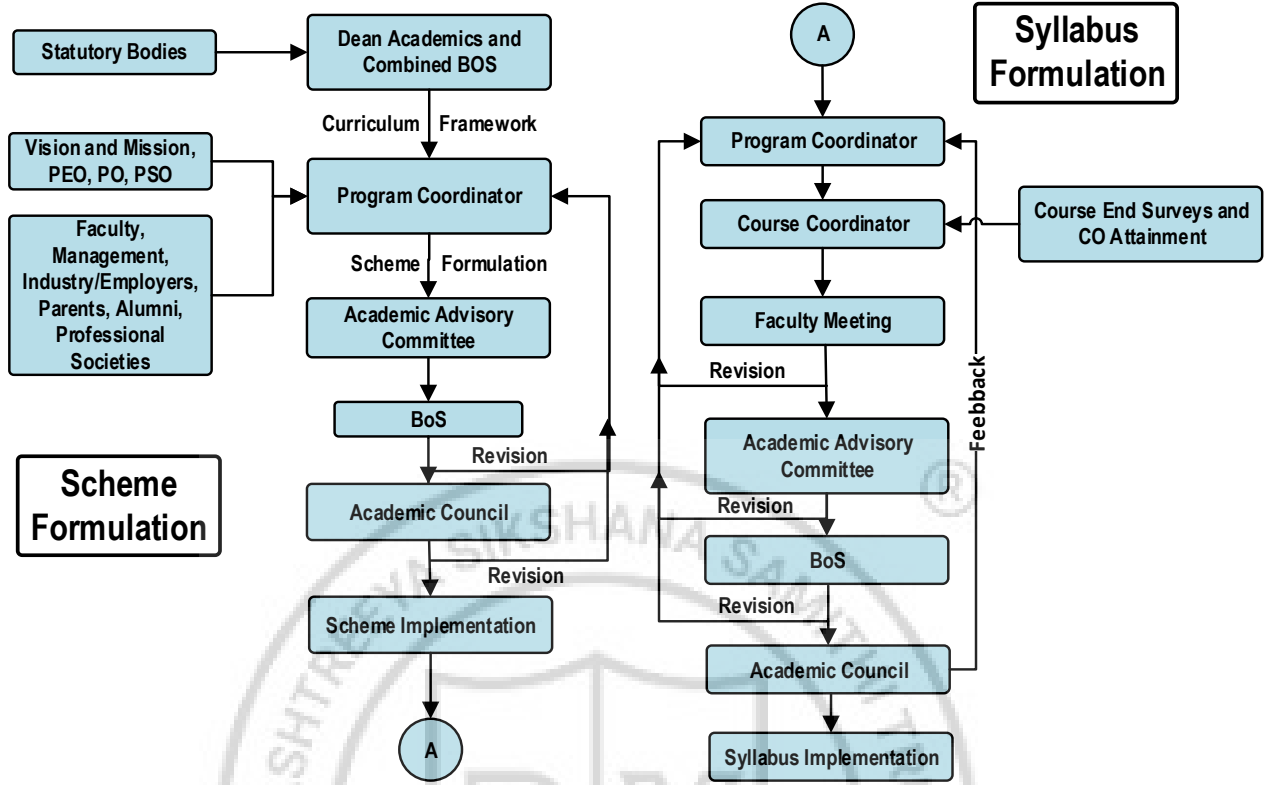 Statutory Bodies
Dean Academics and
Combined BOS
Curriculum Framework
Vision and Mission,
PEO, PO, PSO
Program Coordinator
Faculty,
Management,
Industry/Employers,
Parents, Alumni,
Professional
Societies
Scheme Formulation
Academic Advisory
Committee
BoS
Revision
Scheme
Formulation
Academic Council
Revision
Scheme Implementation
A
A
Syllabus
Formulation
Program Coordinator
Course Coordinator
Course End Surveys and
CO Attainment
Faculty Meeting
Revision
Feebback
Academic Advisory
Committee
Revision
BoS
Revision
Academic Council
Syllabus Implementation
SIKSHANA SAMITHI
®